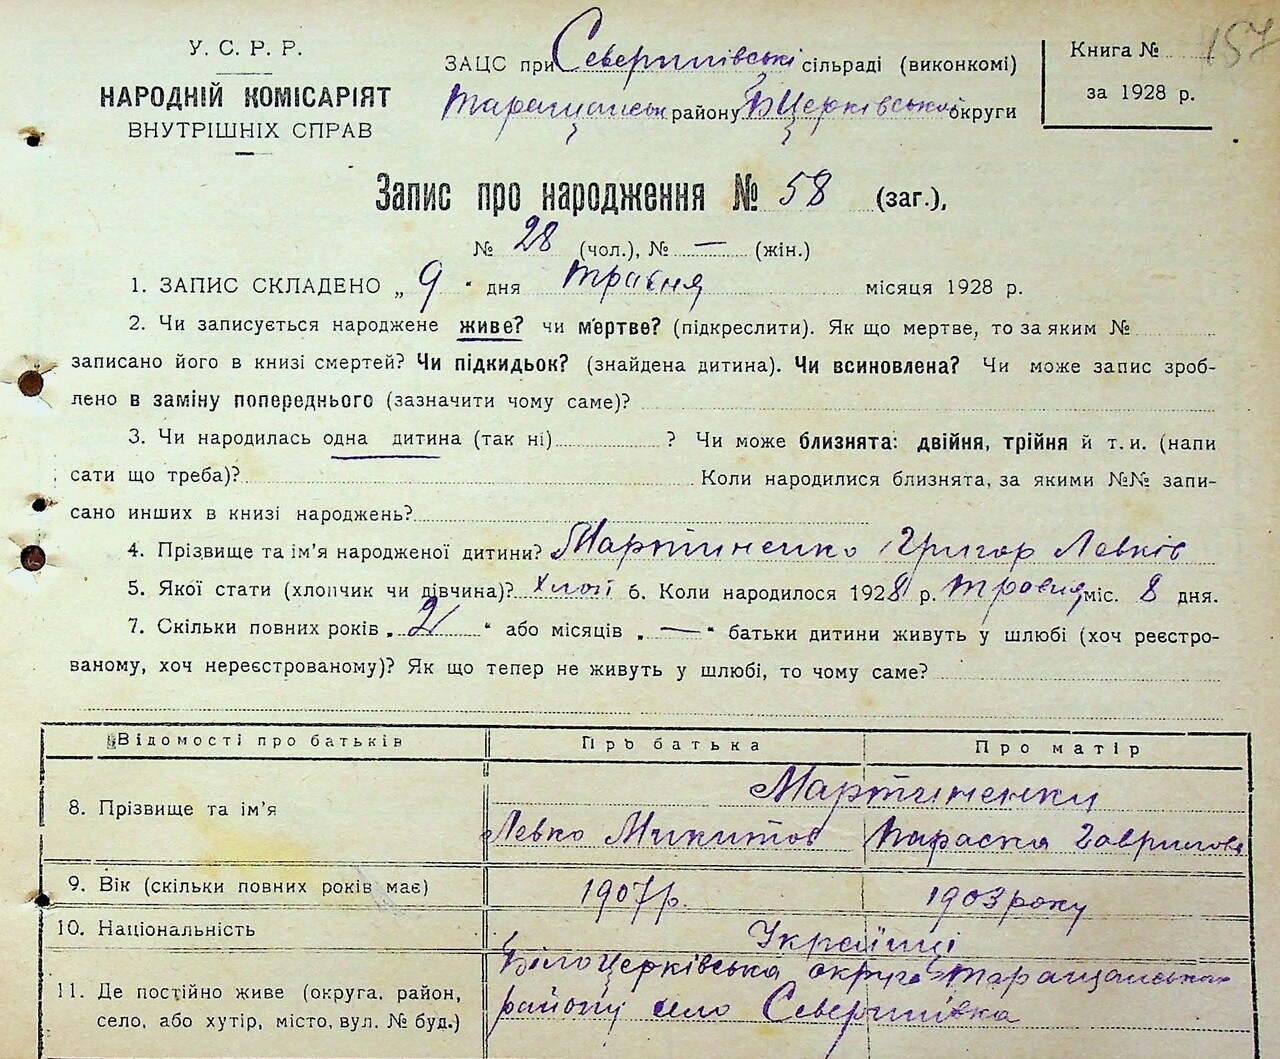 157
У. С. Р. Р.
НАРОДНІЙ КОМІСАРІЯТ
ВНУТРІШНІХ СПРАВ
ЗАЦС при Северинівські сільраді (виконкомі)
Таращанськ району БЦерківської округи
Книга №
за 1928 р.
Запис про народження № 58 (заг.),
№ 28 (чол.), № — (жін.)
1. ЗАПИС СКЛАДЕНО „ 9 “ дня травня місяця 1928 р.
2. Чи записується народжене живе? чи мертве? (підкреслити). Як що мертве, то за яким №
записано його в книзі смертей? Чи підкидьок? (знайдена дитина). Чи всиновлена? Чи може запис зроб-
лено в заміну попереднього (зазначити чому саме)?
3. Чи народилась одна дитина (так ні) ? Чи може близнята: двійня, трійня й т. и. (напи
сати що треба)? Коли народилися близнята, за якими №№ запи-
сано инших в книзі народжень?
4. Прізвище та ім'я народженої дитини? Мартиненко Григор Левків
5. Якої стати (хлопчик чи дівчина)? хлоп 6. Коли народилося 1928 р. травня міс. 8 дня.
7. Скільки повних років „ 2 “ або місяців „ — “ батьки дитини живуть у шлюбі (хоч реєстро-
ваному, хоч нереєстрованому)? Як що тепер не живуть у шлюбі, то чому саме?
Відомості про батьків Про батька Про матір
8. Прізвище та ім'я Мартиненки
Левко Микитов Параска Гаврилова
9. Вік (скільки повних років має) 1907 р. 1903 року
10. Національність Українці
11. Де постійно живе (округа, район, село, або хутір, місто, вул. № буд.) Білоцерківська округа Таращанськ
району село Северинівка